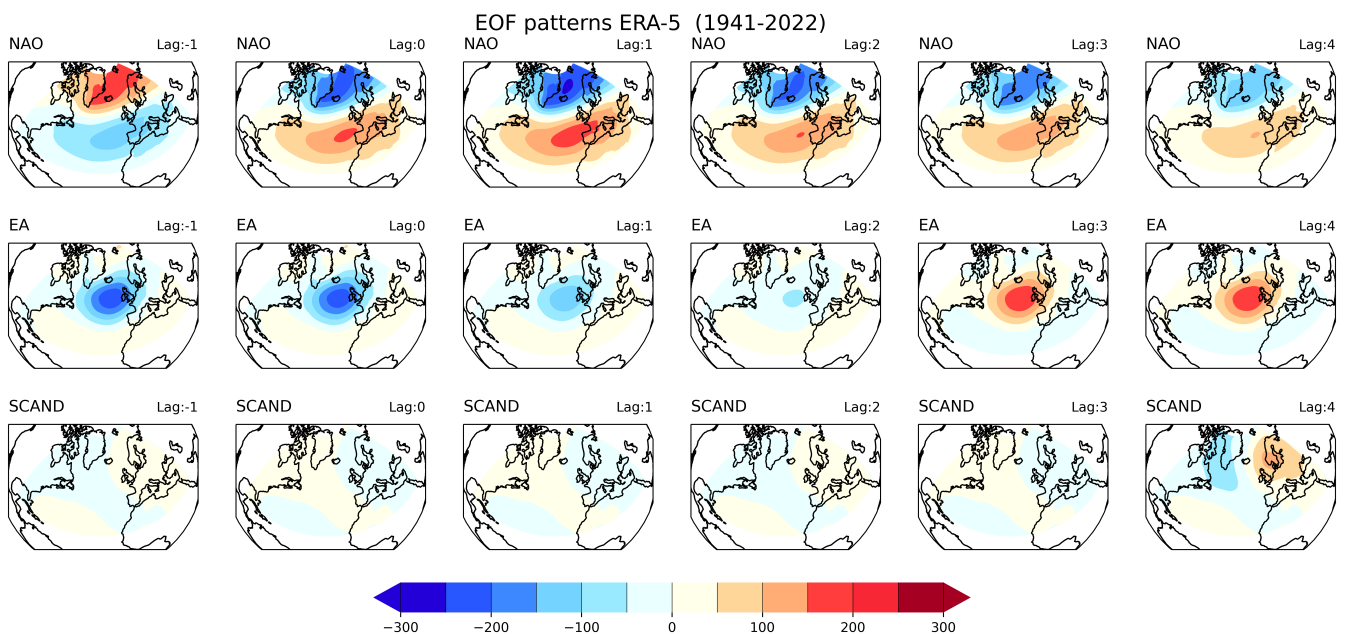 EOF patterns ERA-5 (1941-2022)
NAO Lag:-1 NAO Lag:0 NAO Lag:1 NAO Lag:2 NAO Lag:3 NAO Lag:4
EA Lag:-1 EA Lag:0 EA Lag:1 EA Lag:2 EA Lag:3 EA Lag:4
SCAND Lag:-1 SCAND Lag:0 SCAND Lag:1 SCAND Lag:2 SCAND Lag:3 SCAND Lag:4
−300 −200 −100 0 100 200 300